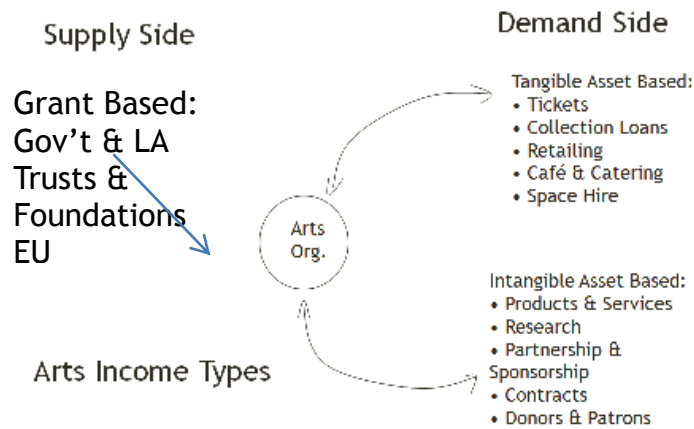 Supply Side
Grant Based:
Gov't & LA
Trusts &
Foundations
EU
Arts Income Types
Arts
Org.
Demand Side
Tangible Asset Based:
• Tickets
• Collection Loans
• Retailing
• Café & Catering
• Space Hire
Intangible Asset Based:
• Products & Services
• Research
• Partnership &
Sponsorship
• Contracts
• Donors & Patrons